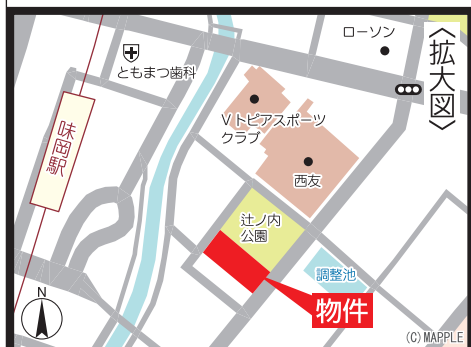 〈拡大図〉
ローソン
ともまつ歯科
Vトピアスポーツ
クラブ
味岡駅
西友
辻ノ内
公園
調整池
物件
N
(C)MAPPLE